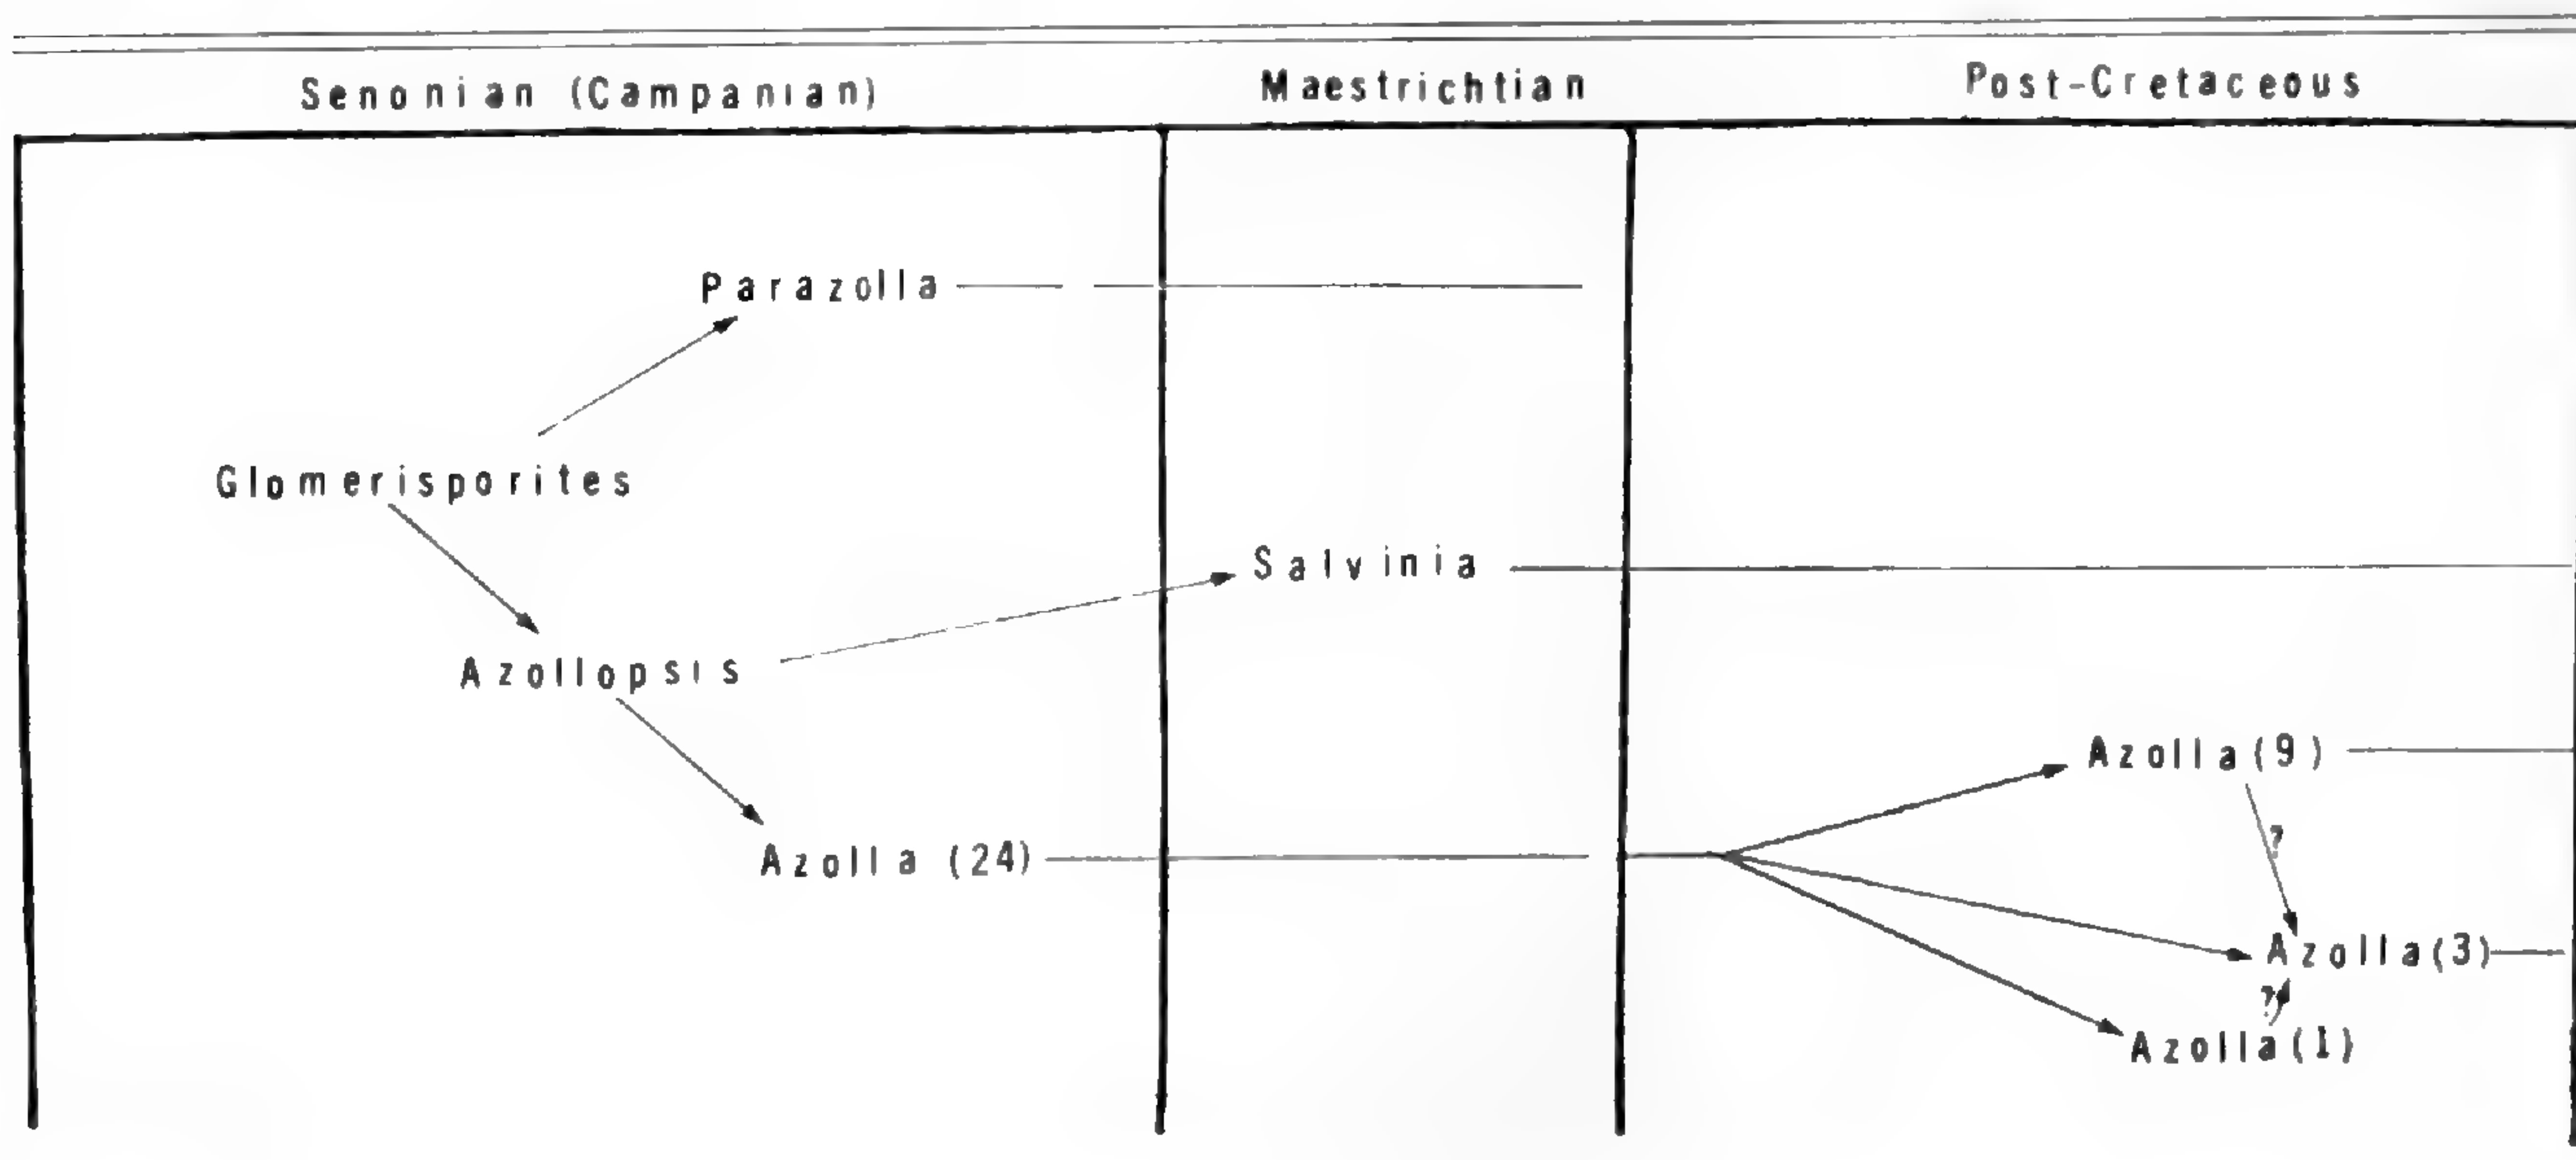 Senonian (Campanian) Maestrichtian Post-Cretaceous
Parazolla
Glomerisporites
Salvinia
Azollopsis
Azolla(9)
?
Azolla (24)
Azolla(3)
?
Azolla(1)